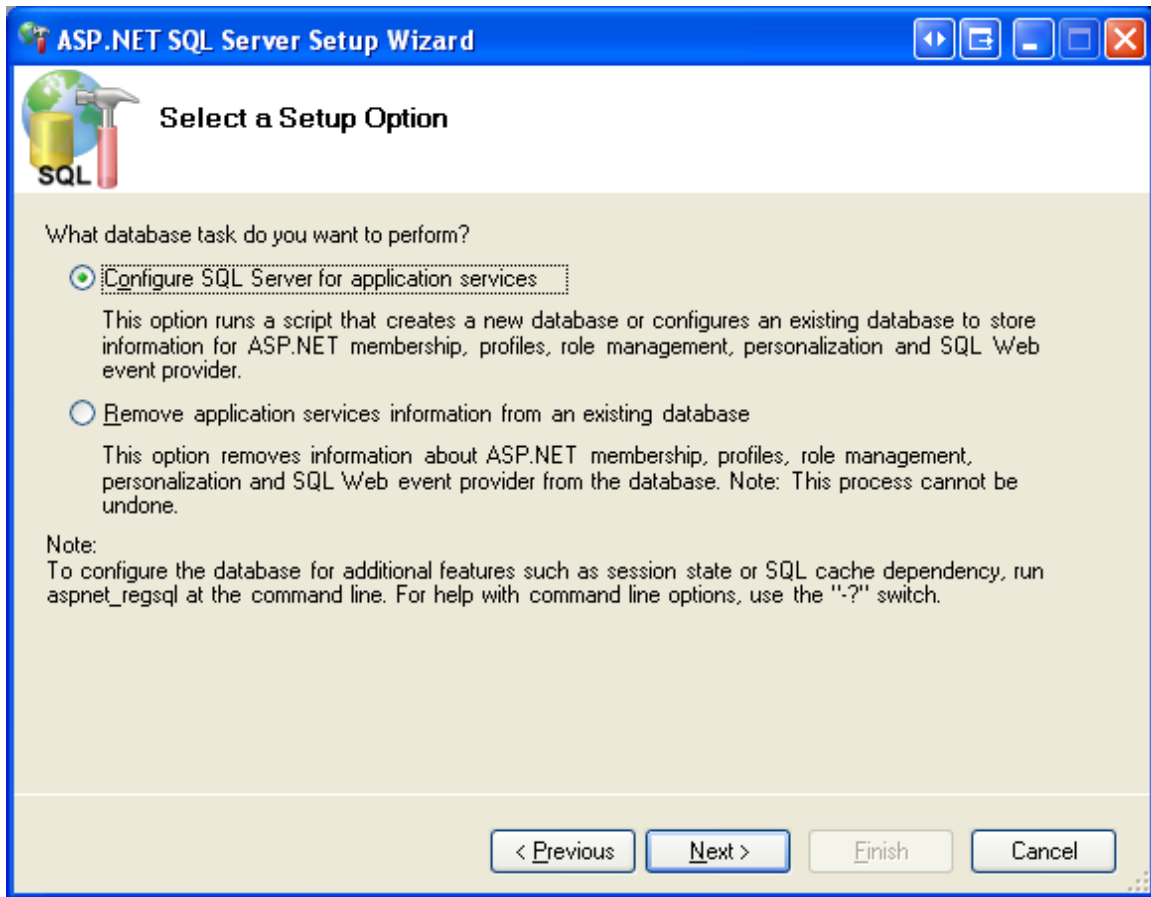 ASP.NET SQL Server Setup Wizard
Select a Setup Option
SQL
What database task do you want to perform?
Configure SQL Server for application services
This option runs a script that creates a new database or configures an existing database to store
information for ASP.NET membership, profiles, role management, personalization and SQL Web
event provider.
Remove application services information from an existing database
This option removes information about ASP.NET membership, profiles, role management,
personalization and SQL Web event provider from the database. Note: This process cannot be
undone.
Note:
To configure the database for additional features such as session state or SQL cache dependency, run
aspnet_regsql at the command line. For help with command line options, use the "-?" switch.
< Previous Next > Finish Cancel